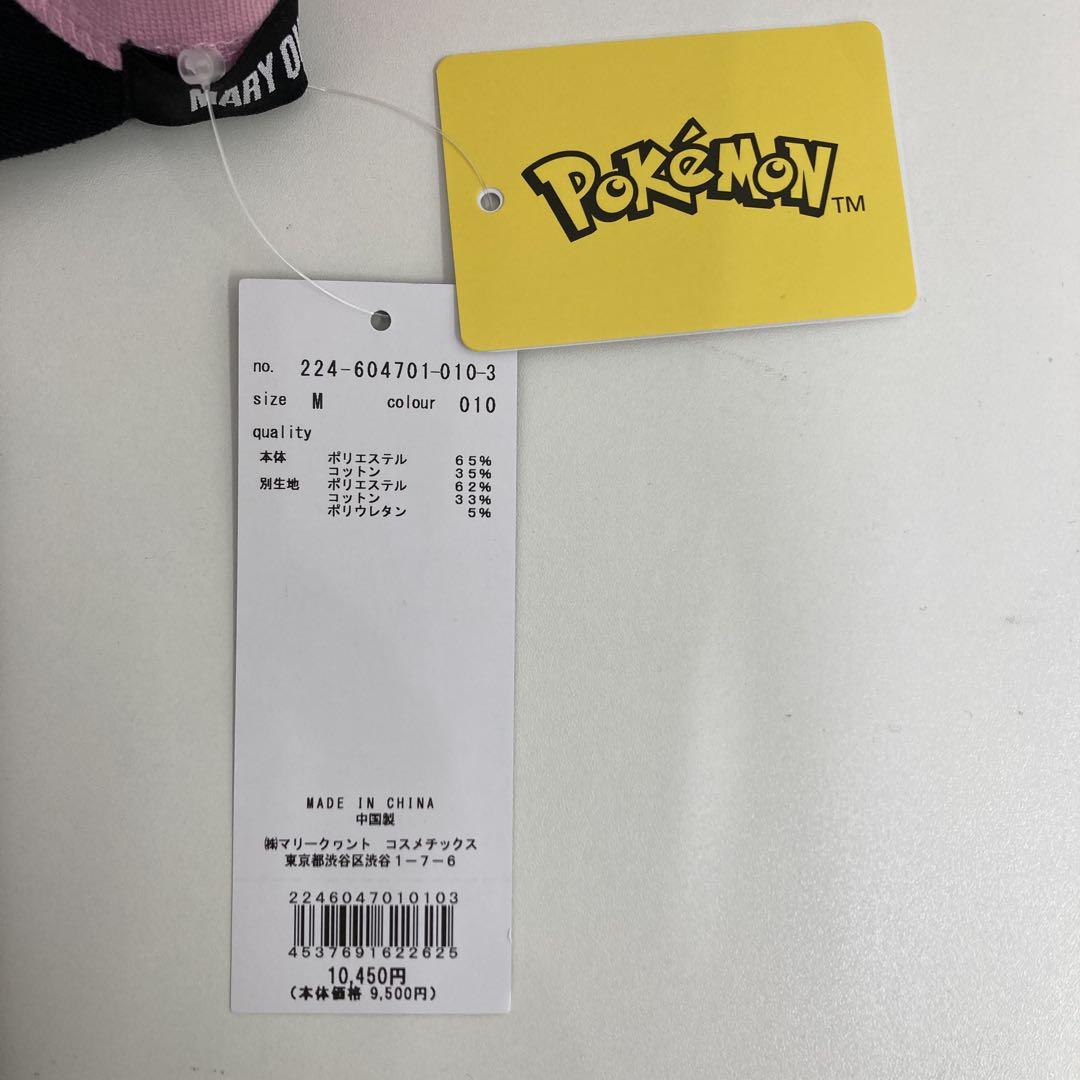 MARY
POKéMON TM
no. 224-604701-010-3
size M colour 010
quality
本体 ポリエステル 65%
コットン 35%
別生地 ポリエステル 62%
コットン 33%
ポリウレタン 5%
MADE IN CHINA
中国製
㈱マリークヮント コスメチックス
東京都渋谷区渋谷1-7-6
2246047010103
4537691622625
10,450円
(本体価格 9,500円)